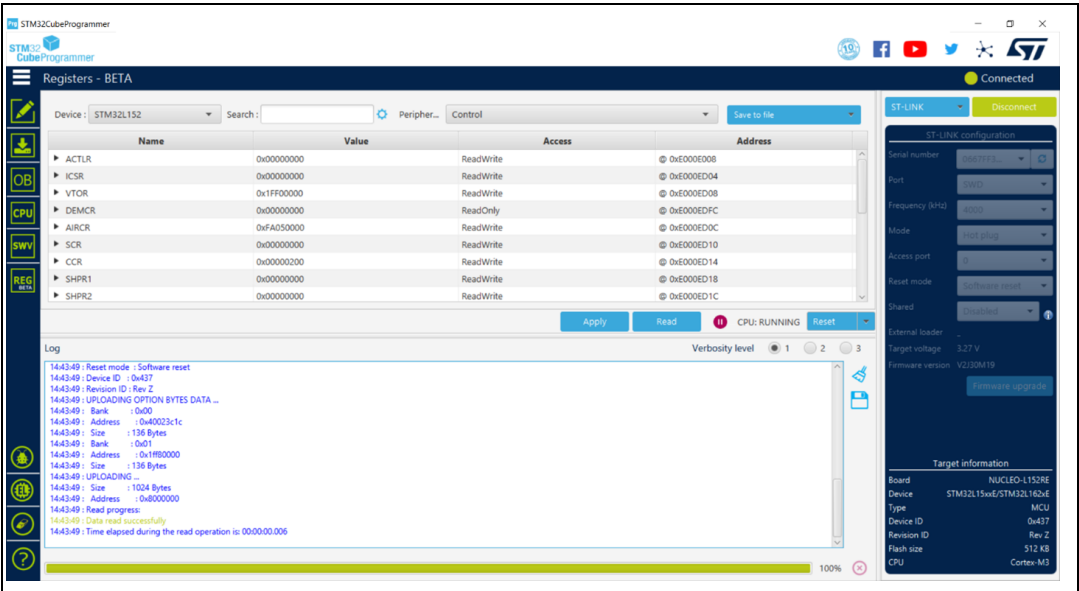 Prg STM32CubeProgrammer
STM32
CubeProgrammer
Registers - BETA
Connected
Device : STM32L152 Search : Peripher... Control Save to file
Name Value Access Address
ACTLR 0x00000000 ReadWrite @ 0xE000E008
ICSR 0x00000000 ReadWrite @ 0xE000ED04
VTOR 0x1FF00000 ReadWrite @ 0xE000ED08
DEMCR 0x00000000 ReadOnly @ 0xE000EDFC
AIRCR 0xFA050000 ReadWrite @ 0xE000ED0C
SCR 0x00000000 ReadWrite @ 0xE000ED10
CCR 0x00000200 ReadWrite @ 0xE000ED14
SHPR1 0x00000000 ReadWrite @ 0xE000ED18
SHPR2 0x00000000 ReadWrite @ 0xE000ED1C
Apply Read CPU: RUNNING Reset
OB
CPU
SWV
REG
BETA
Log Verbosity level 1 2 3
14:43:49 : Reset mode : Software reset
14:43:49 : Device ID : 0x437
14:43:49 : Revision ID : Rev Z
14:43:49 : UPLOADING OPTION BYTES DATA ...
14:43:49 : Bank : 0x00
14:43:49 : Address : 0x40023c1c
14:43:49 : Size : 136 Bytes
14:43:49 : Bank : 0x01
14:43:49 : Address : 0x1ff80000
14:43:49 : Size : 136 Bytes
14:43:49 : UPLOADING ...
14:43:49 : Size : 1024 Bytes
14:43:49 : Address : 0x8000000
14:43:49 : Read progress:
14:43:49 : Data read successfully
14:43:49 : Time elapsed during the read operation is: 00:00:00.006
100%
ST-LINK Disconnect
ST-LINK configuration
Serial number
Port SWD
Frequency (kHz) 4000
Mode Hot plug
Access port 0
Reset mode Software reset
Shared Disabled
External loader -
Target voltage 3.27 V
Firmware version V2J30M19
Firmware upgrade
Target information
Board NUCLEO-L152RE
Device STM32L15xxE/STM32L162xE
Type MCU
Device ID 0x437
Revision ID Rev Z
Flash size 512 KB
CPU Cortex-M3